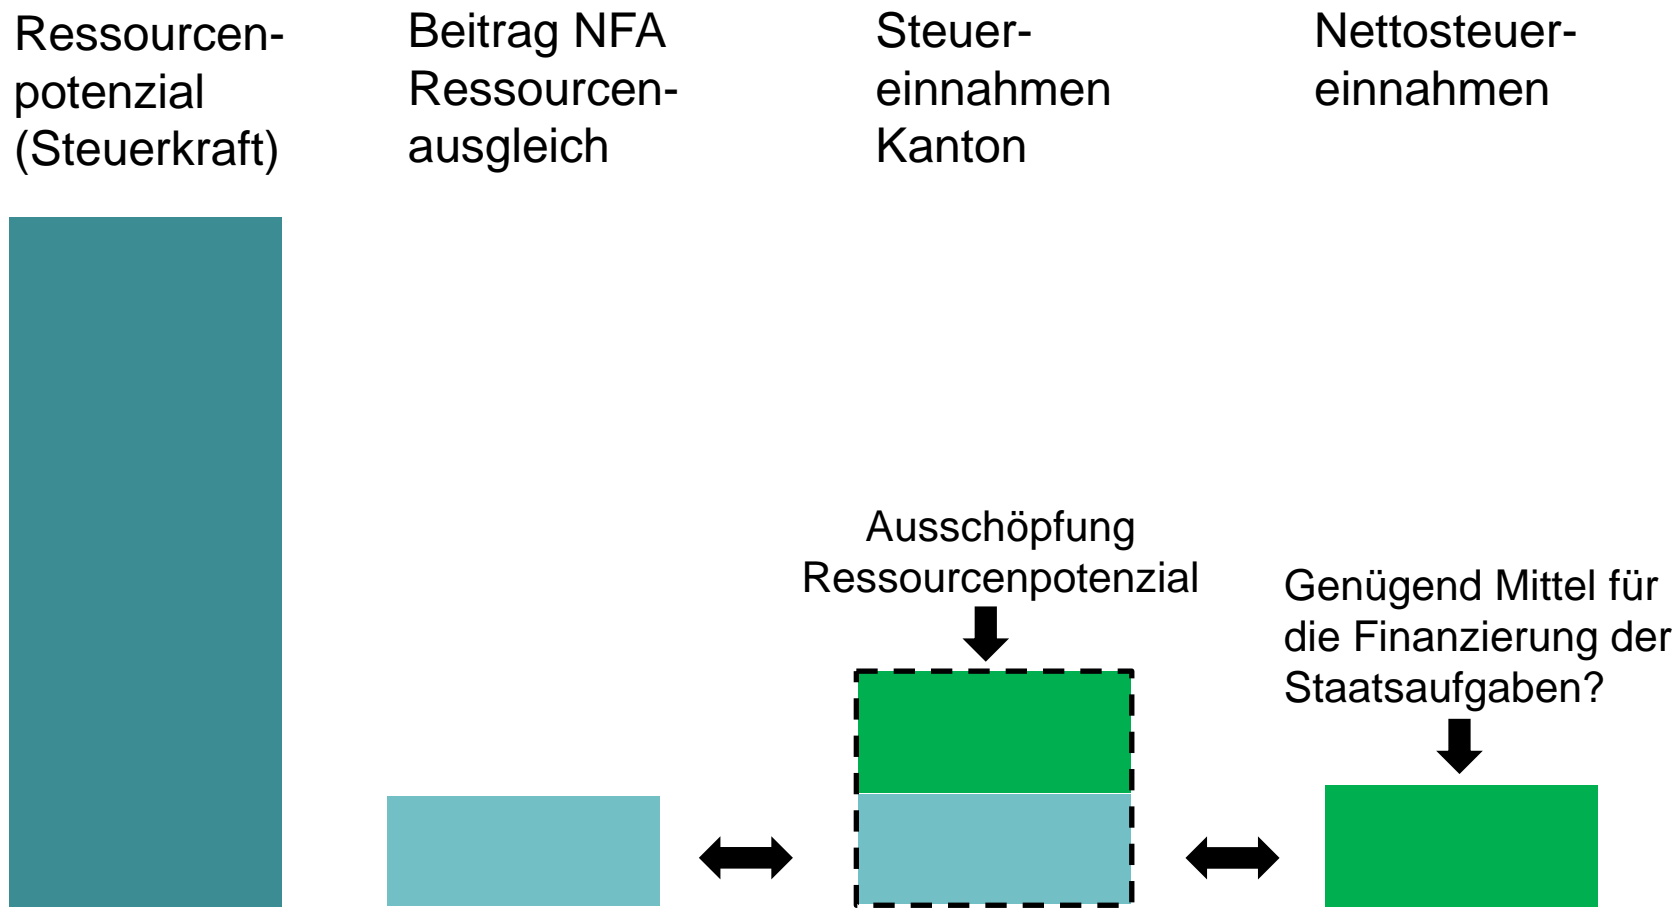 Ressourcen-
potenzial
(Steuerkraft)
Beitrag NFA
Ressourcen-
ausgleich
Steuer-
einnahmen
Kanton
Nettosteuer-
einnahmen
Ausschöpfung
Ressourcenpotenzial
Genügend Mittel für
die Finanzierung der
Staatsaufgaben?